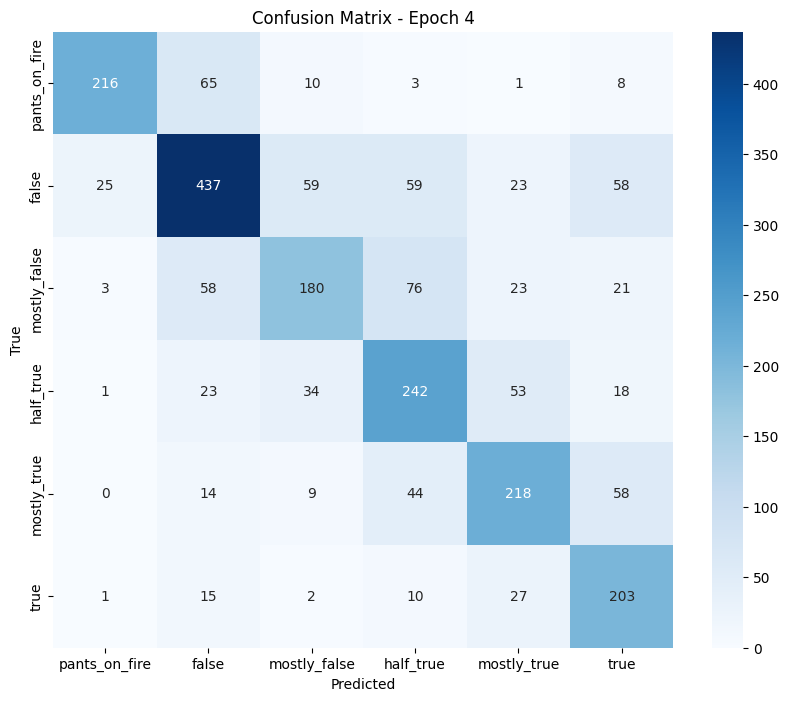 Confusion Matrix - Epoch 4
pants_on_fire 216 65 10 3 1 8
false 25 437 59 59 23 58
mostly_false 3 58 180 76 23 21
half_true 1 23 34 242 53 18
mostly_true 0 14 9 44 218 58
true 1 15 2 10 27 203
True
pants_on_fire false mostly_false half_true mostly_true true
Predicted
400
350
300
250
200
150
100
50
0